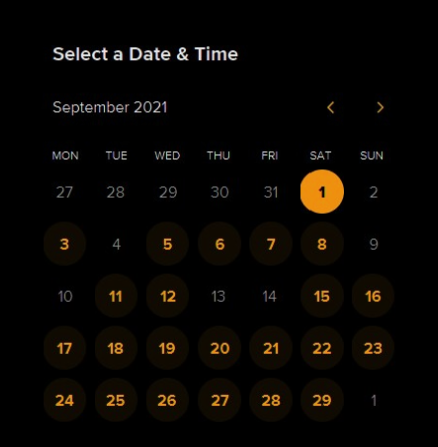 Select a Date & Time
September 2021
MON TUE WED THU FRI SAT SUN
27 28 29 30 31 1 2
3 4 5 6 7 8 9
10 11 12 13 14 15 16
17 18 19 20 21 22 23
24 25 26 27 28 29 1